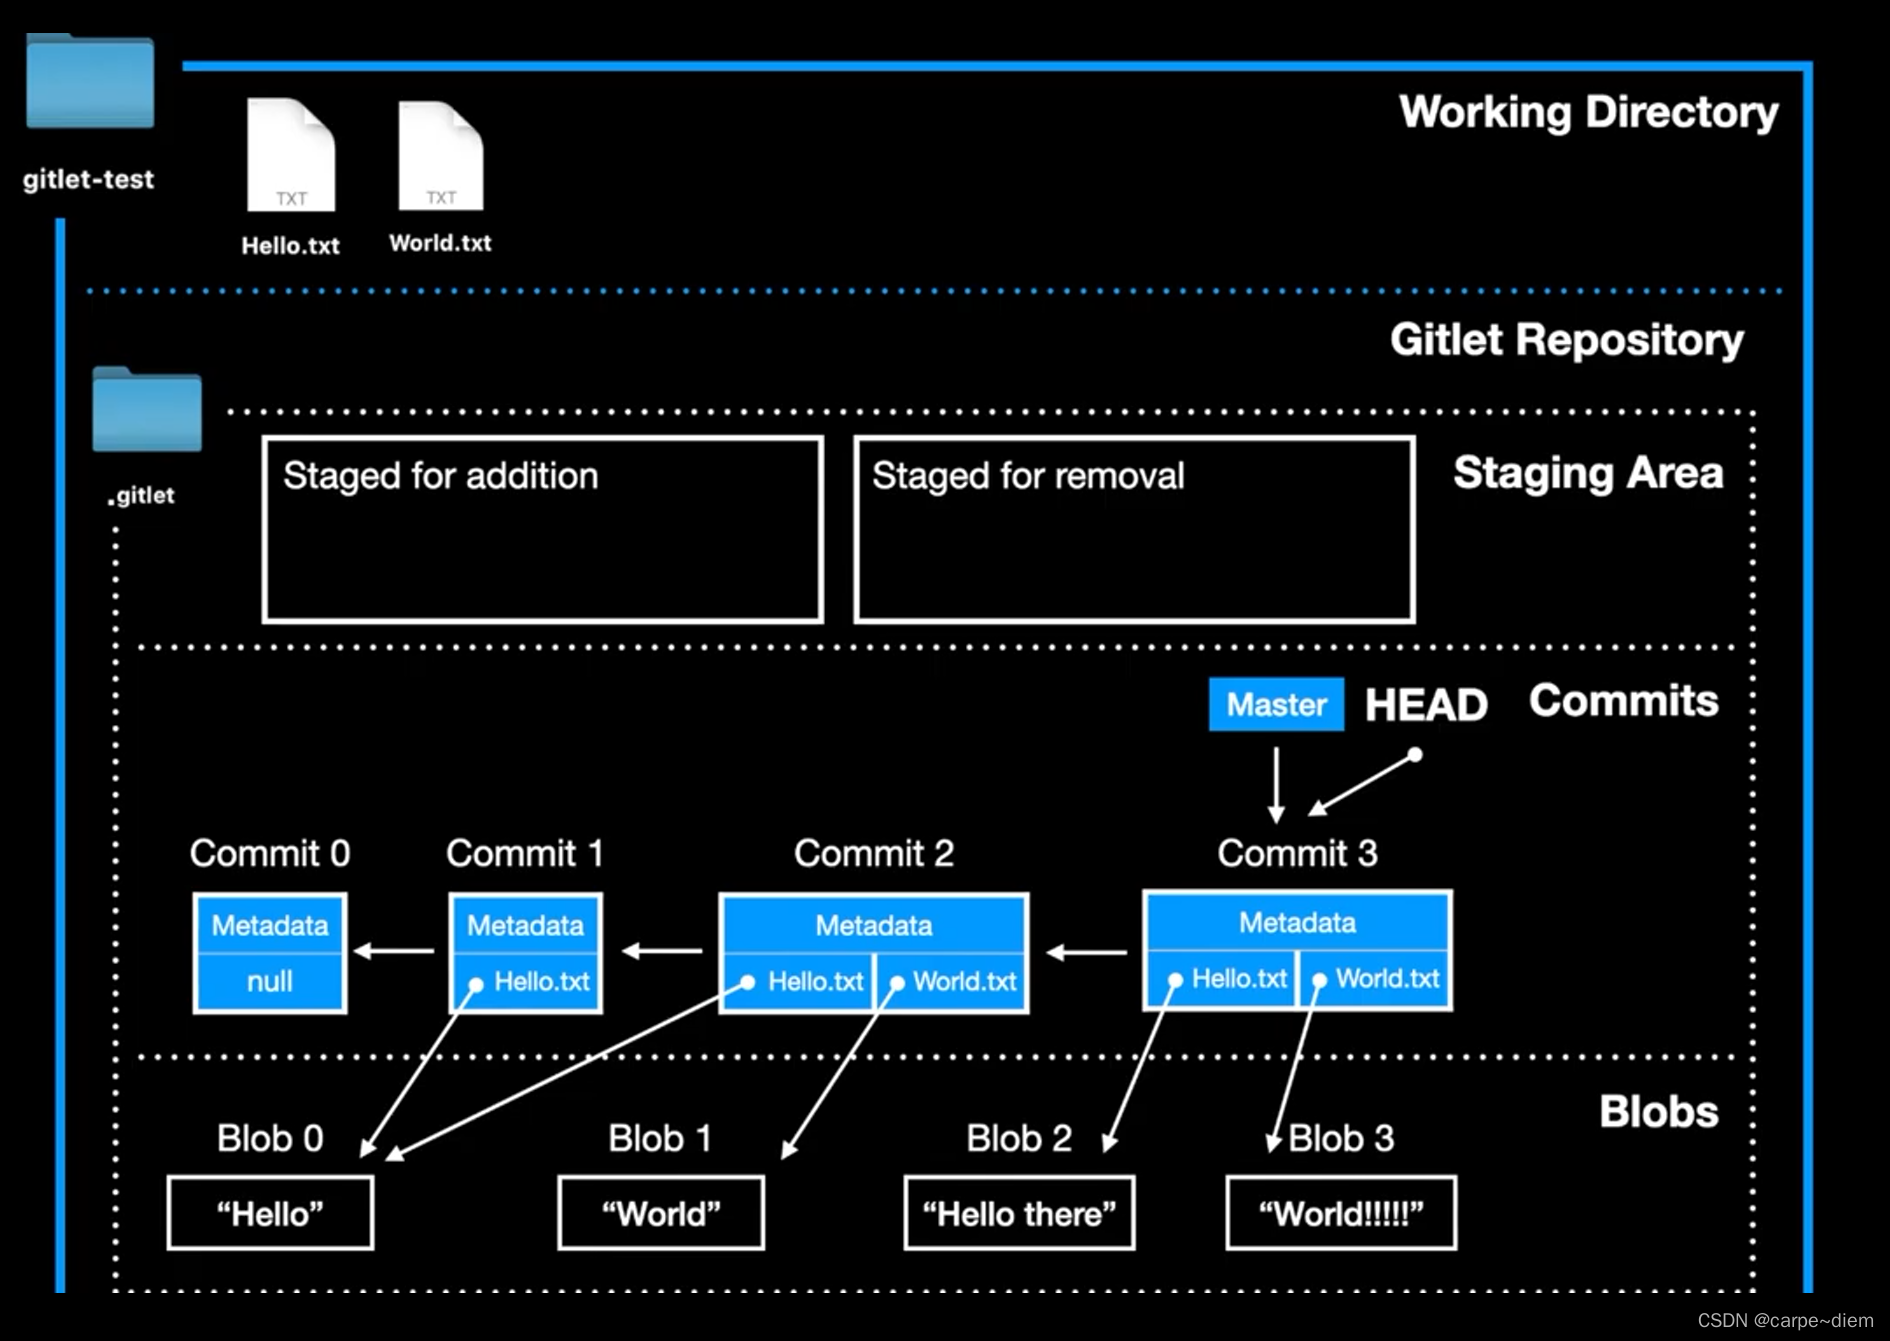 Working Directory
gitlet-test
TXT
TXT
Hello.txt
World.txt
Gitlet Repository
.gitlet
Staged for addition
Staged for removal
Staging Area
Master
HEAD
Commits
Commit 0
Commit 1
Commit 2
Commit 3
Metadata
Metadata
Metadata
Metadata
null
Hello.txt
Hello.txt
World.txt
Hello.txt
World.txt
Blobs
Blob 0
Blob 1
Blob 2
Blob 3
“Hello”
“World”
“Hello there”
“World!!!!!”
CSDN @carpe~diem